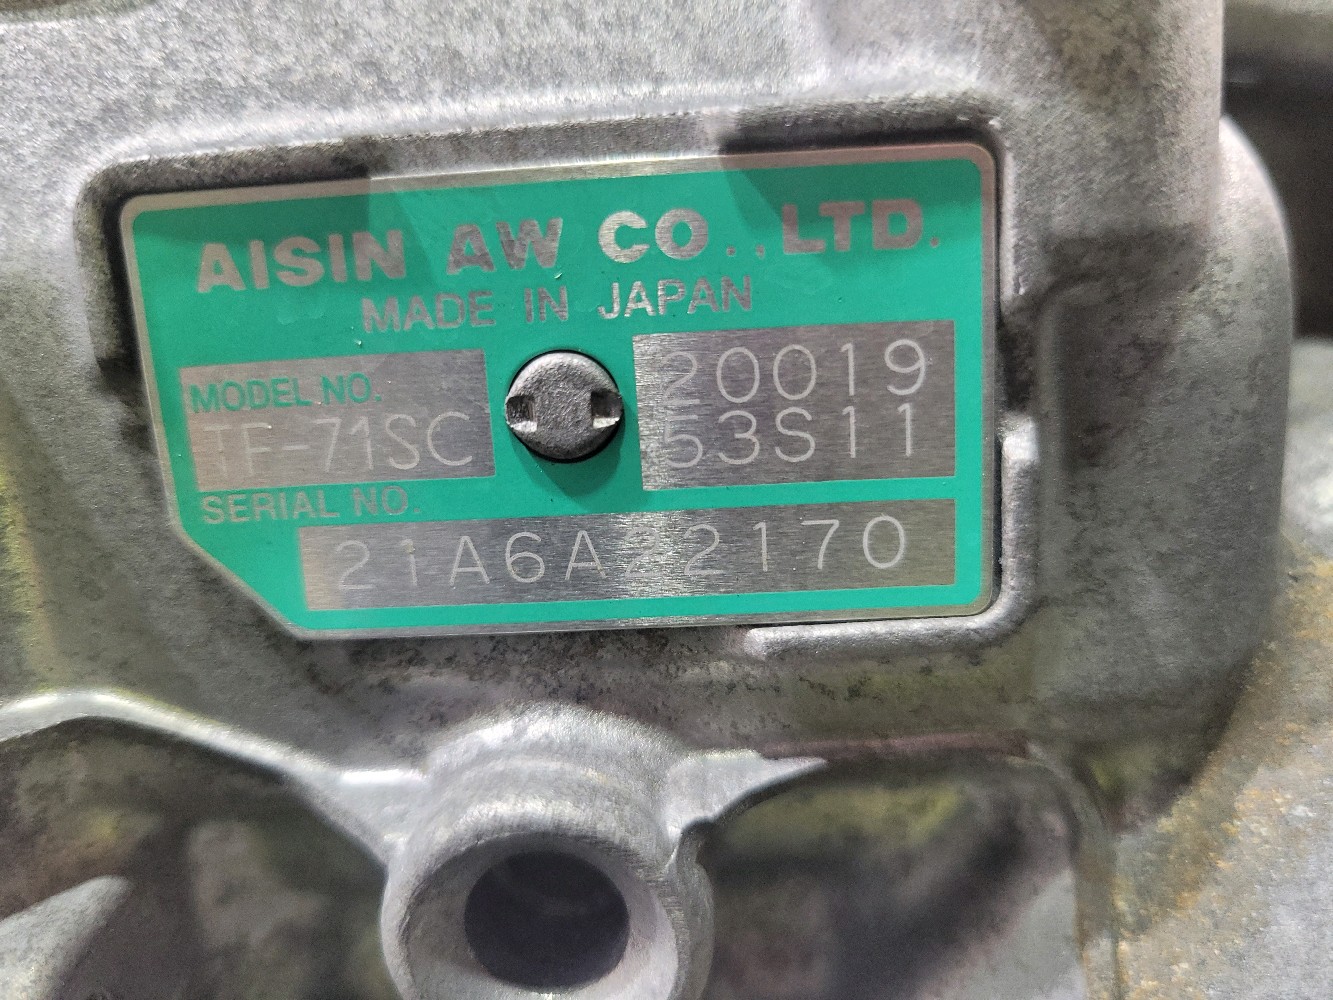 AISIN AW CO., LTD.
MADE IN JAPAN
MODEL NO.
TF-71SC
20019
53S11
SERIAL NO.
21A6A22170